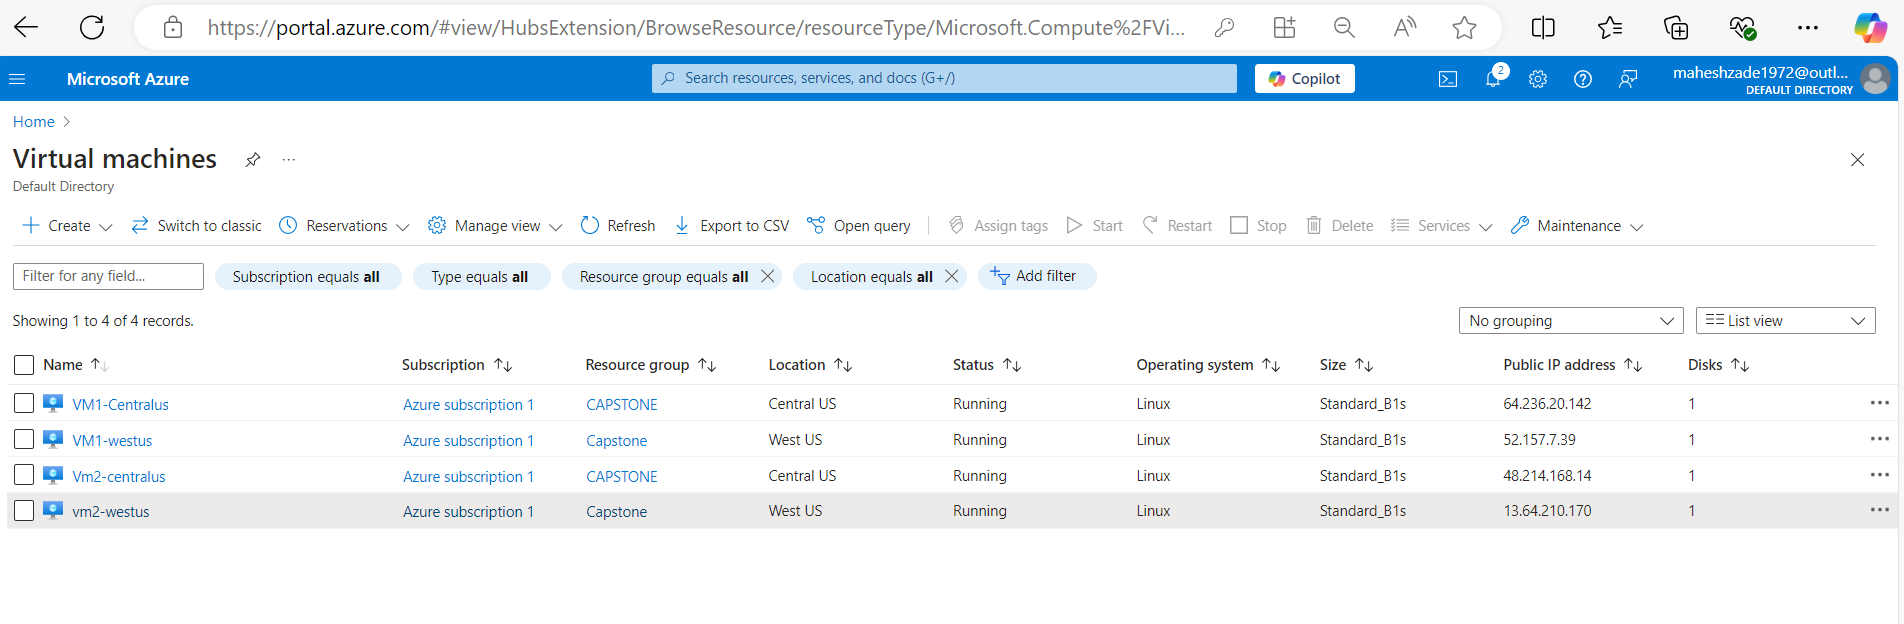 https://portal.azure.com/#view/HubsExtension/BrowseResource/resourceType/Microsoft.Compute%2FVi...
Microsoft Azure
Search resources, services, and docs (G+/)
Copilot
2
maheshzade1972@outl...
DEFAULT DIRECTORY
Home
Virtual machines
Default Directory
Create Switch to classic Reservations Manage view Refresh Export to CSV Open query Assign tags Start Restart Stop Delete Services Maintenance
Filter for any field... Subscription equals all Type equals all Resource group equals all Location equals all Add filter
Showing 1 to 4 of 4 records. No grouping List view
Name Subscription Resource group Location Status Operating system Size Public IP address Disks
VM1-Centralus Azure subscription 1 CAPSTONE Central US Running Linux Standard_B1s 64.236.20.142 1
VM1-westus Azure subscription 1 Capstone West US Running Linux Standard_B1s 52.157.7.39 1
Vm2-centralus Azure subscription 1 CAPSTONE Central US Running Linux Standard_B1s 48.214.168.14 1
vm2-westus Azure subscription 1 Capstone West US Running Linux Standard_B1s 13.64.210.170 1